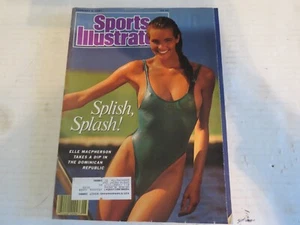 Sports
Illustrated
Splish,
Splash!
ELLE MACPHERSON
TAKES A DIP IN
THE DOMINICAN
REPUBLIC